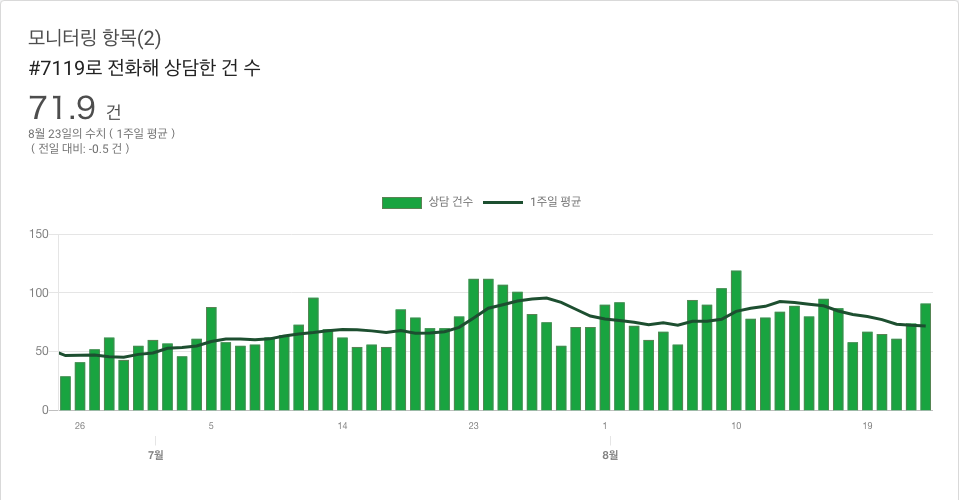 모니터링 항목(2)
#7119로 전화해 상담한 건 수
71.9 건
8월 23일의 수치 ( 1주일 평균 )
( 전일 대비: -0.5 건 )
상담 건수 1주일 평균
150
100
50
0
26 5 14 23 1 10 19
7월 8월